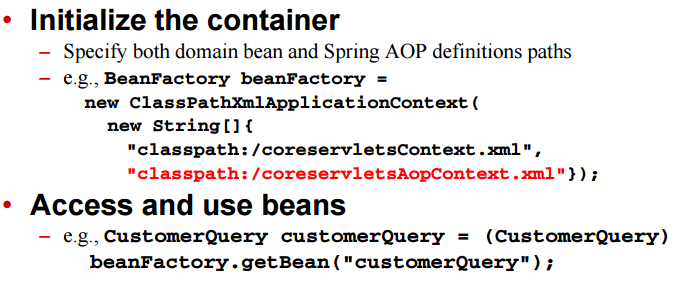 • Initialize the container
– Specify both domain bean and Spring AOP definitions paths
– e.g., BeanFactory beanFactory =
new ClassPathXmlApplicationContext(
new String[]{
"classpath:/coreservletsContext.xml",
"classpath:/coreservletsAopContext.xml"});
• Access and use beans
– e.g., CustomerQuery customerQuery = (CustomerQuery)
beanFactory.getBean("customerQuery");